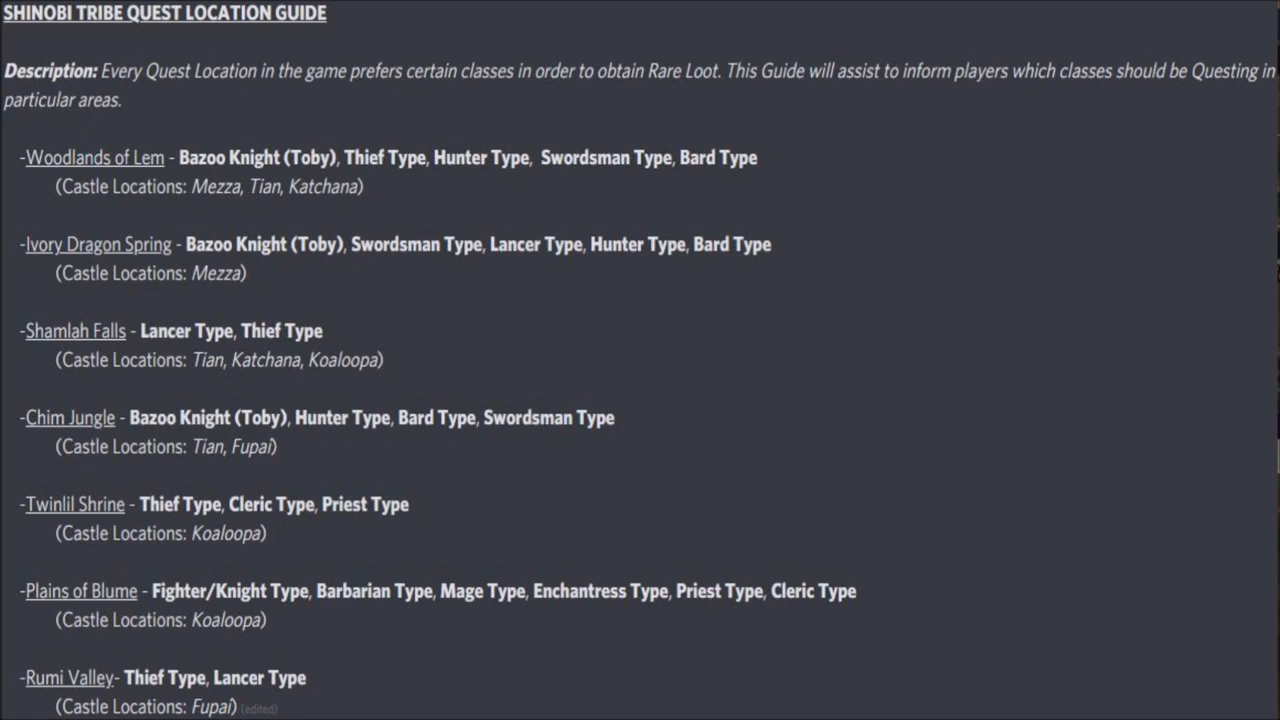 SHINOBI TRIBE QUEST LOCATION GUIDE
Description: Every Quest Location in the game prefers certain classes in order to obtain Rare Loot. This Guide will assist to inform players which classes should be Questing in
particular areas.
-Woodlands of Lem - Bazoo Knight (Toby), Thief Type, Hunter Type,  Swordsman Type, Bard Type
(Castle Locations: Mezza, Tian, Katchana)
-Ivory Dragon Spring - Bazoo Knight (Toby), Swordsman Type, Lancer Type, Hunter Type, Bard Type
(Castle Locations: Mezza)
-Shamlah Falls - Lancer Type, Thief Type
(Castle Locations: Tian, Katchana, Koaloopa)
-Chim Jungle - Bazoo Knight (Toby), Hunter Type, Bard Type, Swordsman Type
(Castle Locations: Tian, Fupai)
-Twinlil Shrine - Thief Type, Cleric Type, Priest Type
(Castle Locations: Koaloopa)
-Plains of Blume - Fighter/Knight Type, Barbarian Type, Mage Type, Enchantress Type, Priest Type, Cleric Type
(Castle Locations: Koaloopa)
-Rumi Valley- Thief Type, Lancer Type
(Castle Locations: Fupai) (edited)